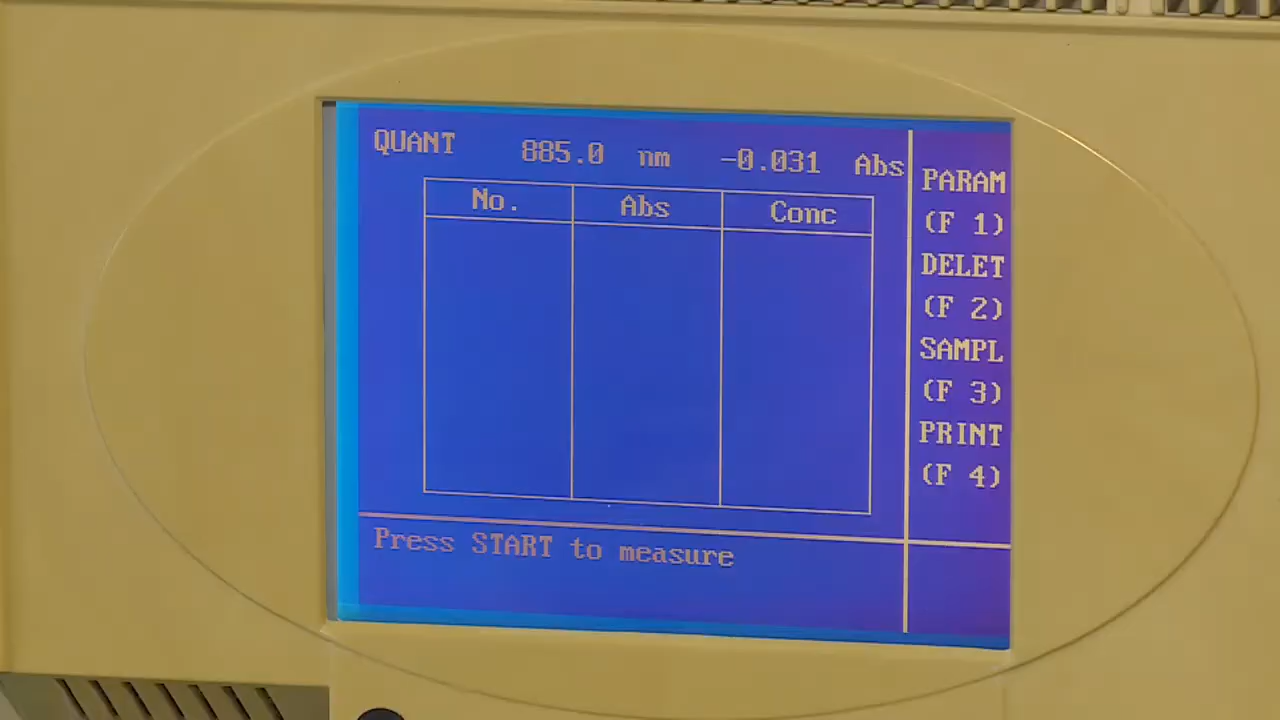 QUANT 885.0 nm -0.031 Abs
No. Abs Conc
PARAM
(F 1)
DELET
(F 2)
SAMPL
(F 3)
PRINT
(F 4)
Press START to measure